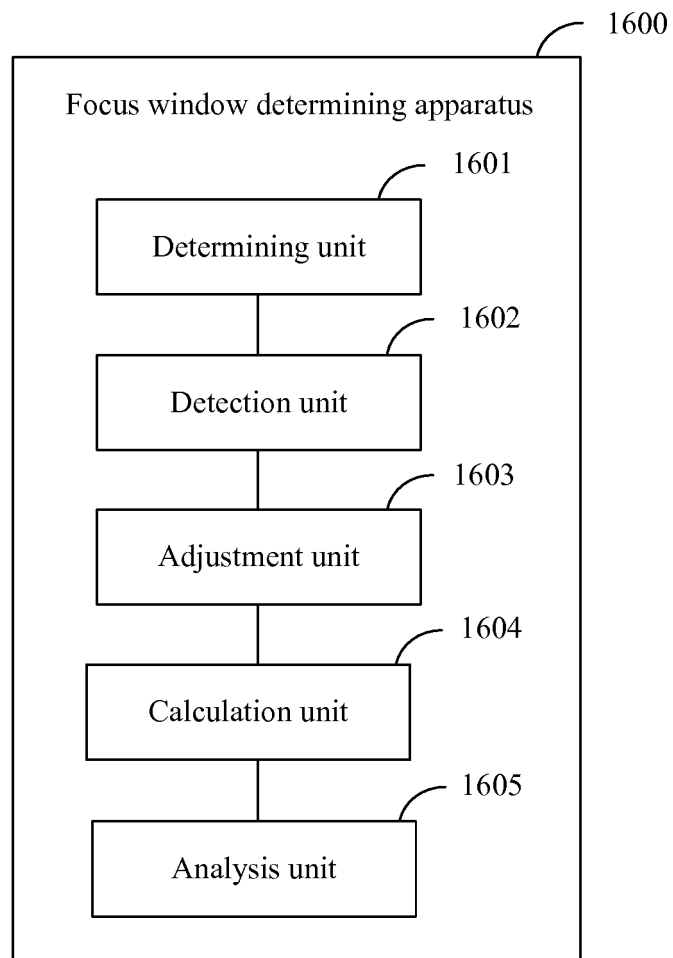 1600
Focus window determining apparatus
1601
Determining unit
1602
Detection unit
1603
Adjustment unit
1604
Calculation unit
1605
Analysis unit